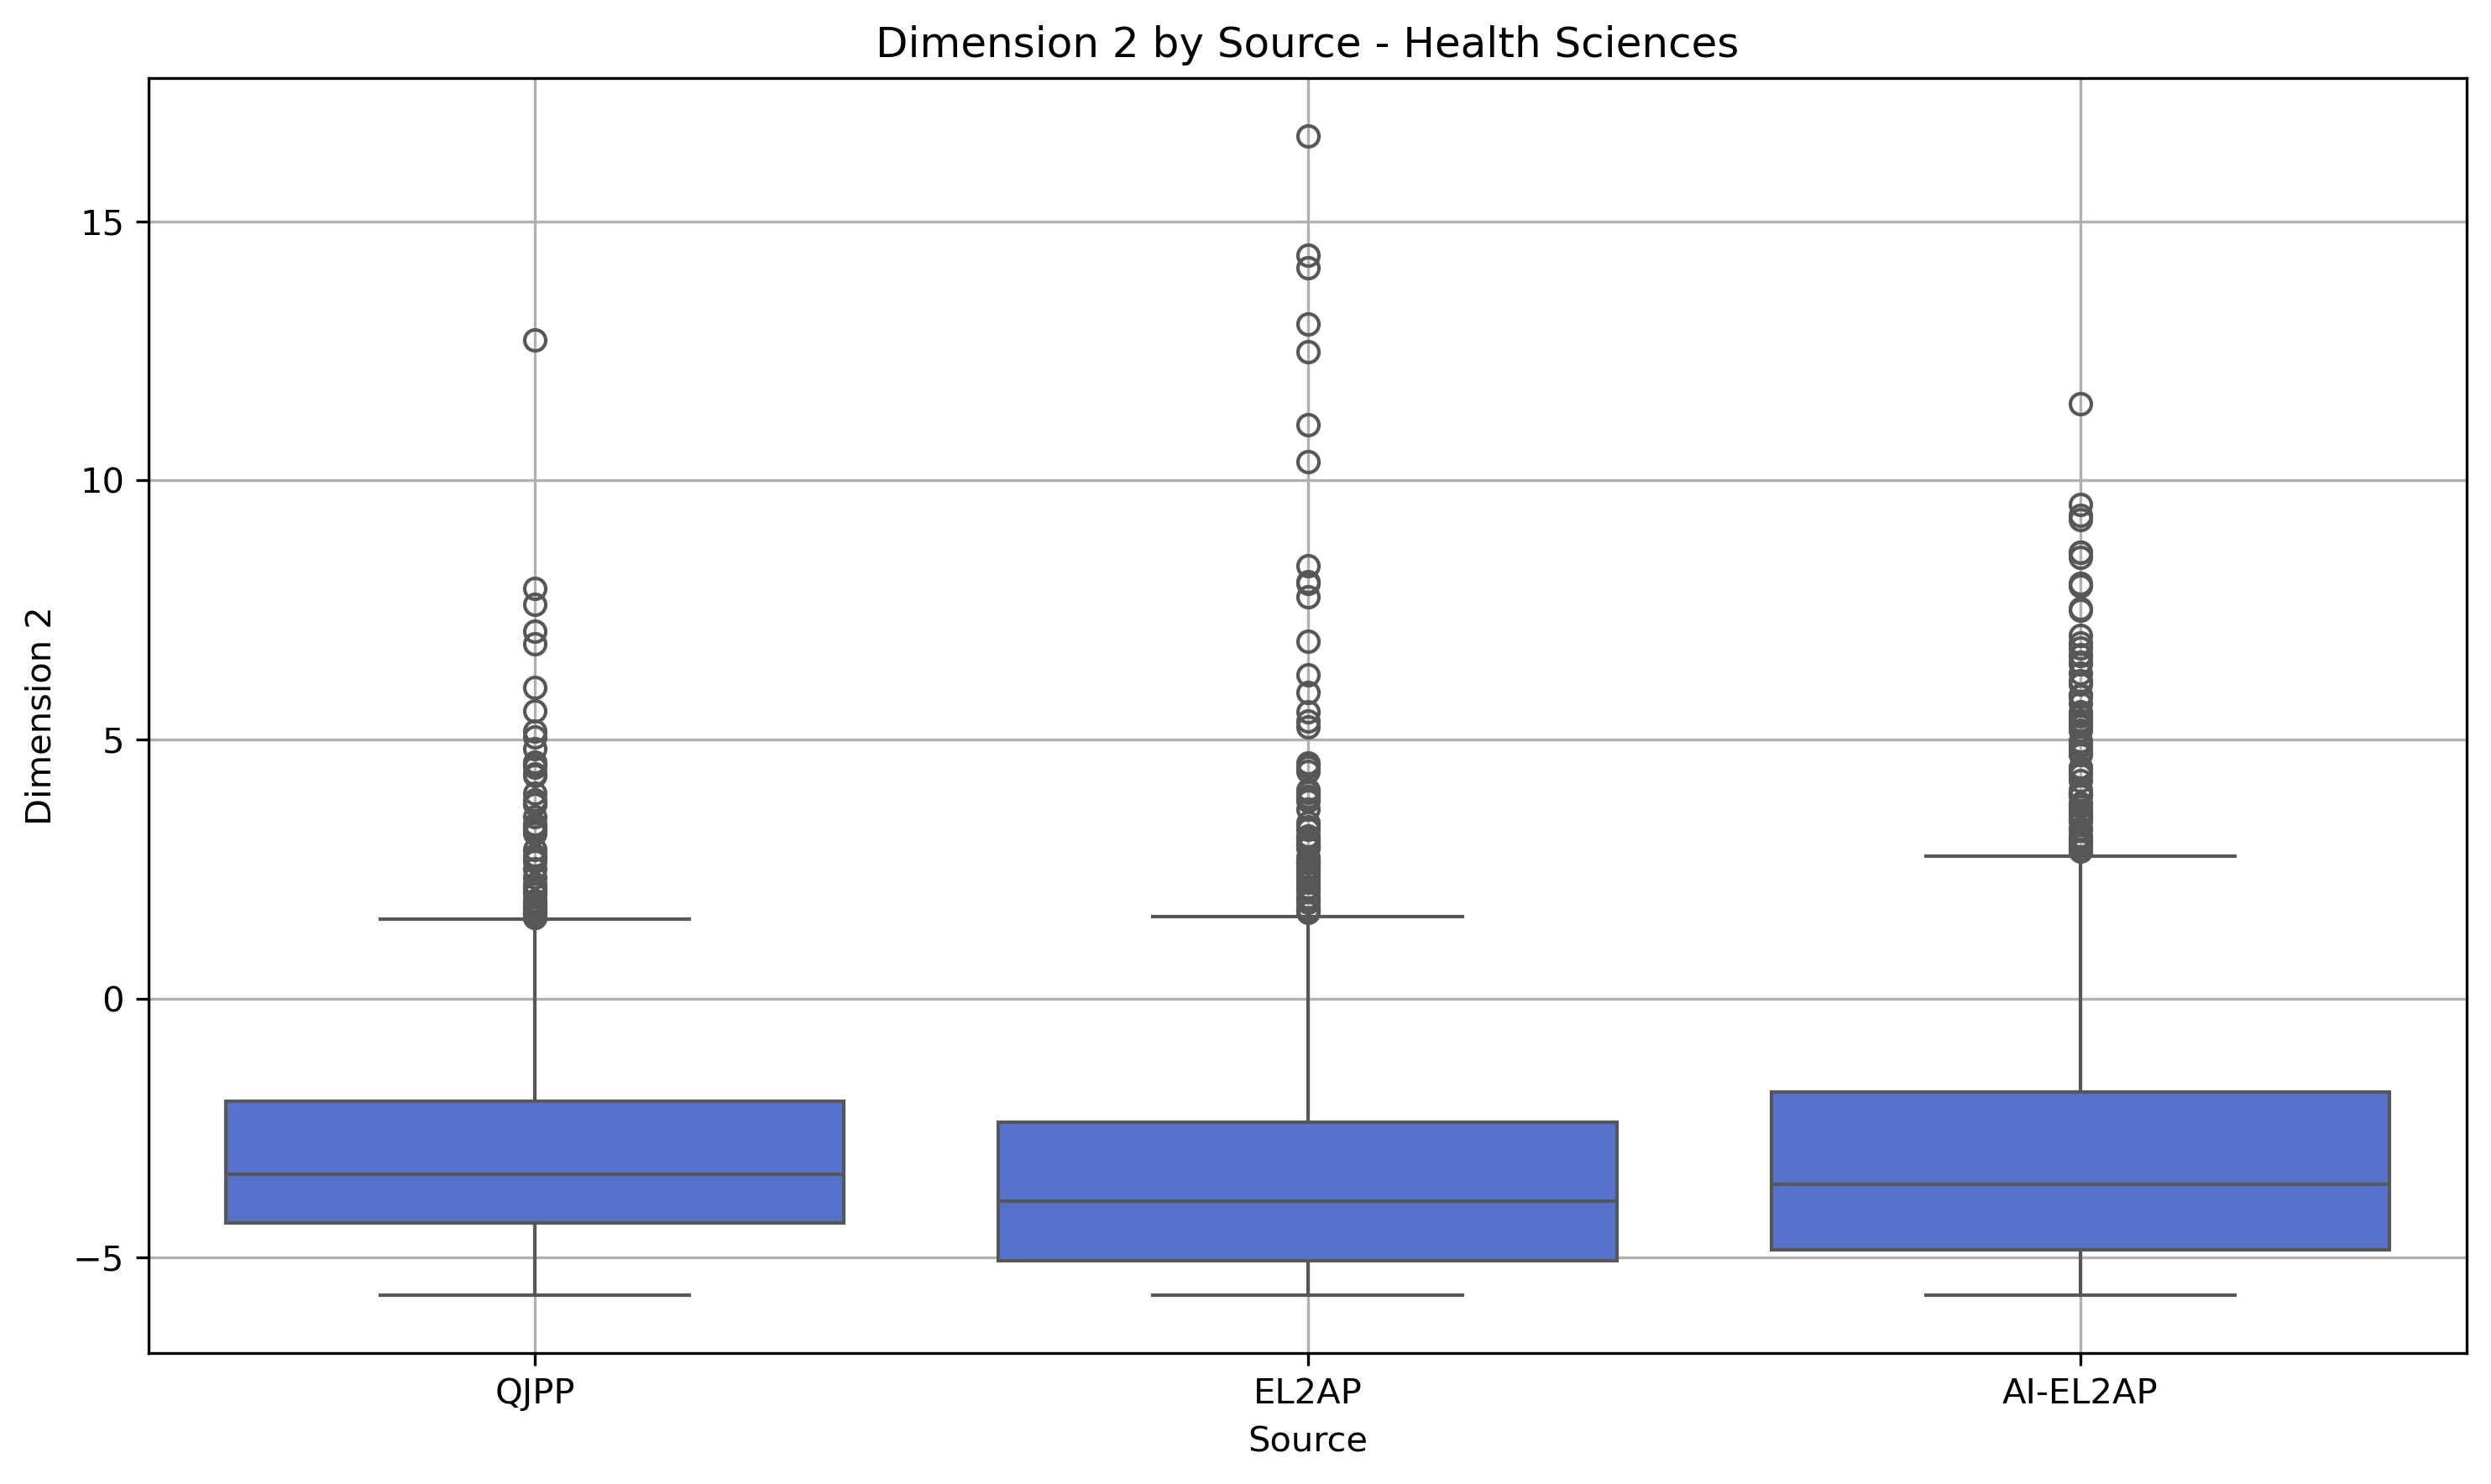 Dimension 2 by Source - Health Sciences
Dimension 2
15
10
5
0
−5
QJPP
EL2AP
AI-EL2AP
Source